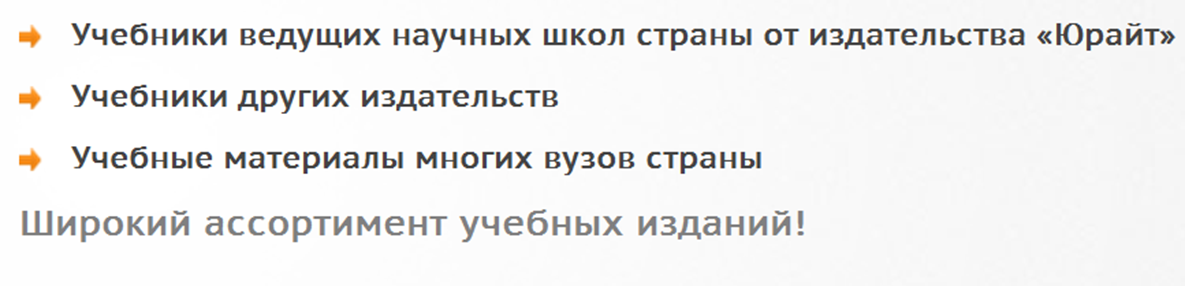 Учебники ведущих научных школ страны от издательства «Юрайт»
Учебники других издательств
Учебные материалы многих вузов страны
Широкий ассортимент учебных изданий!